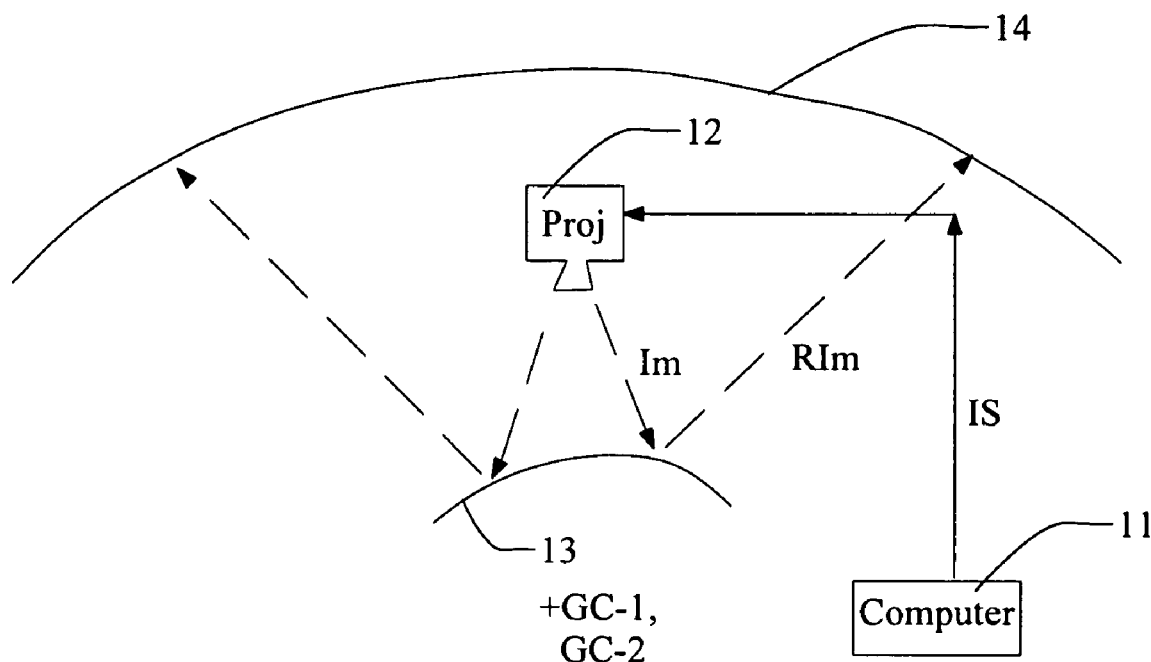 14
12
Proj
Im
RIm
IS
13
11
+GC-1,
GC-2
Computer